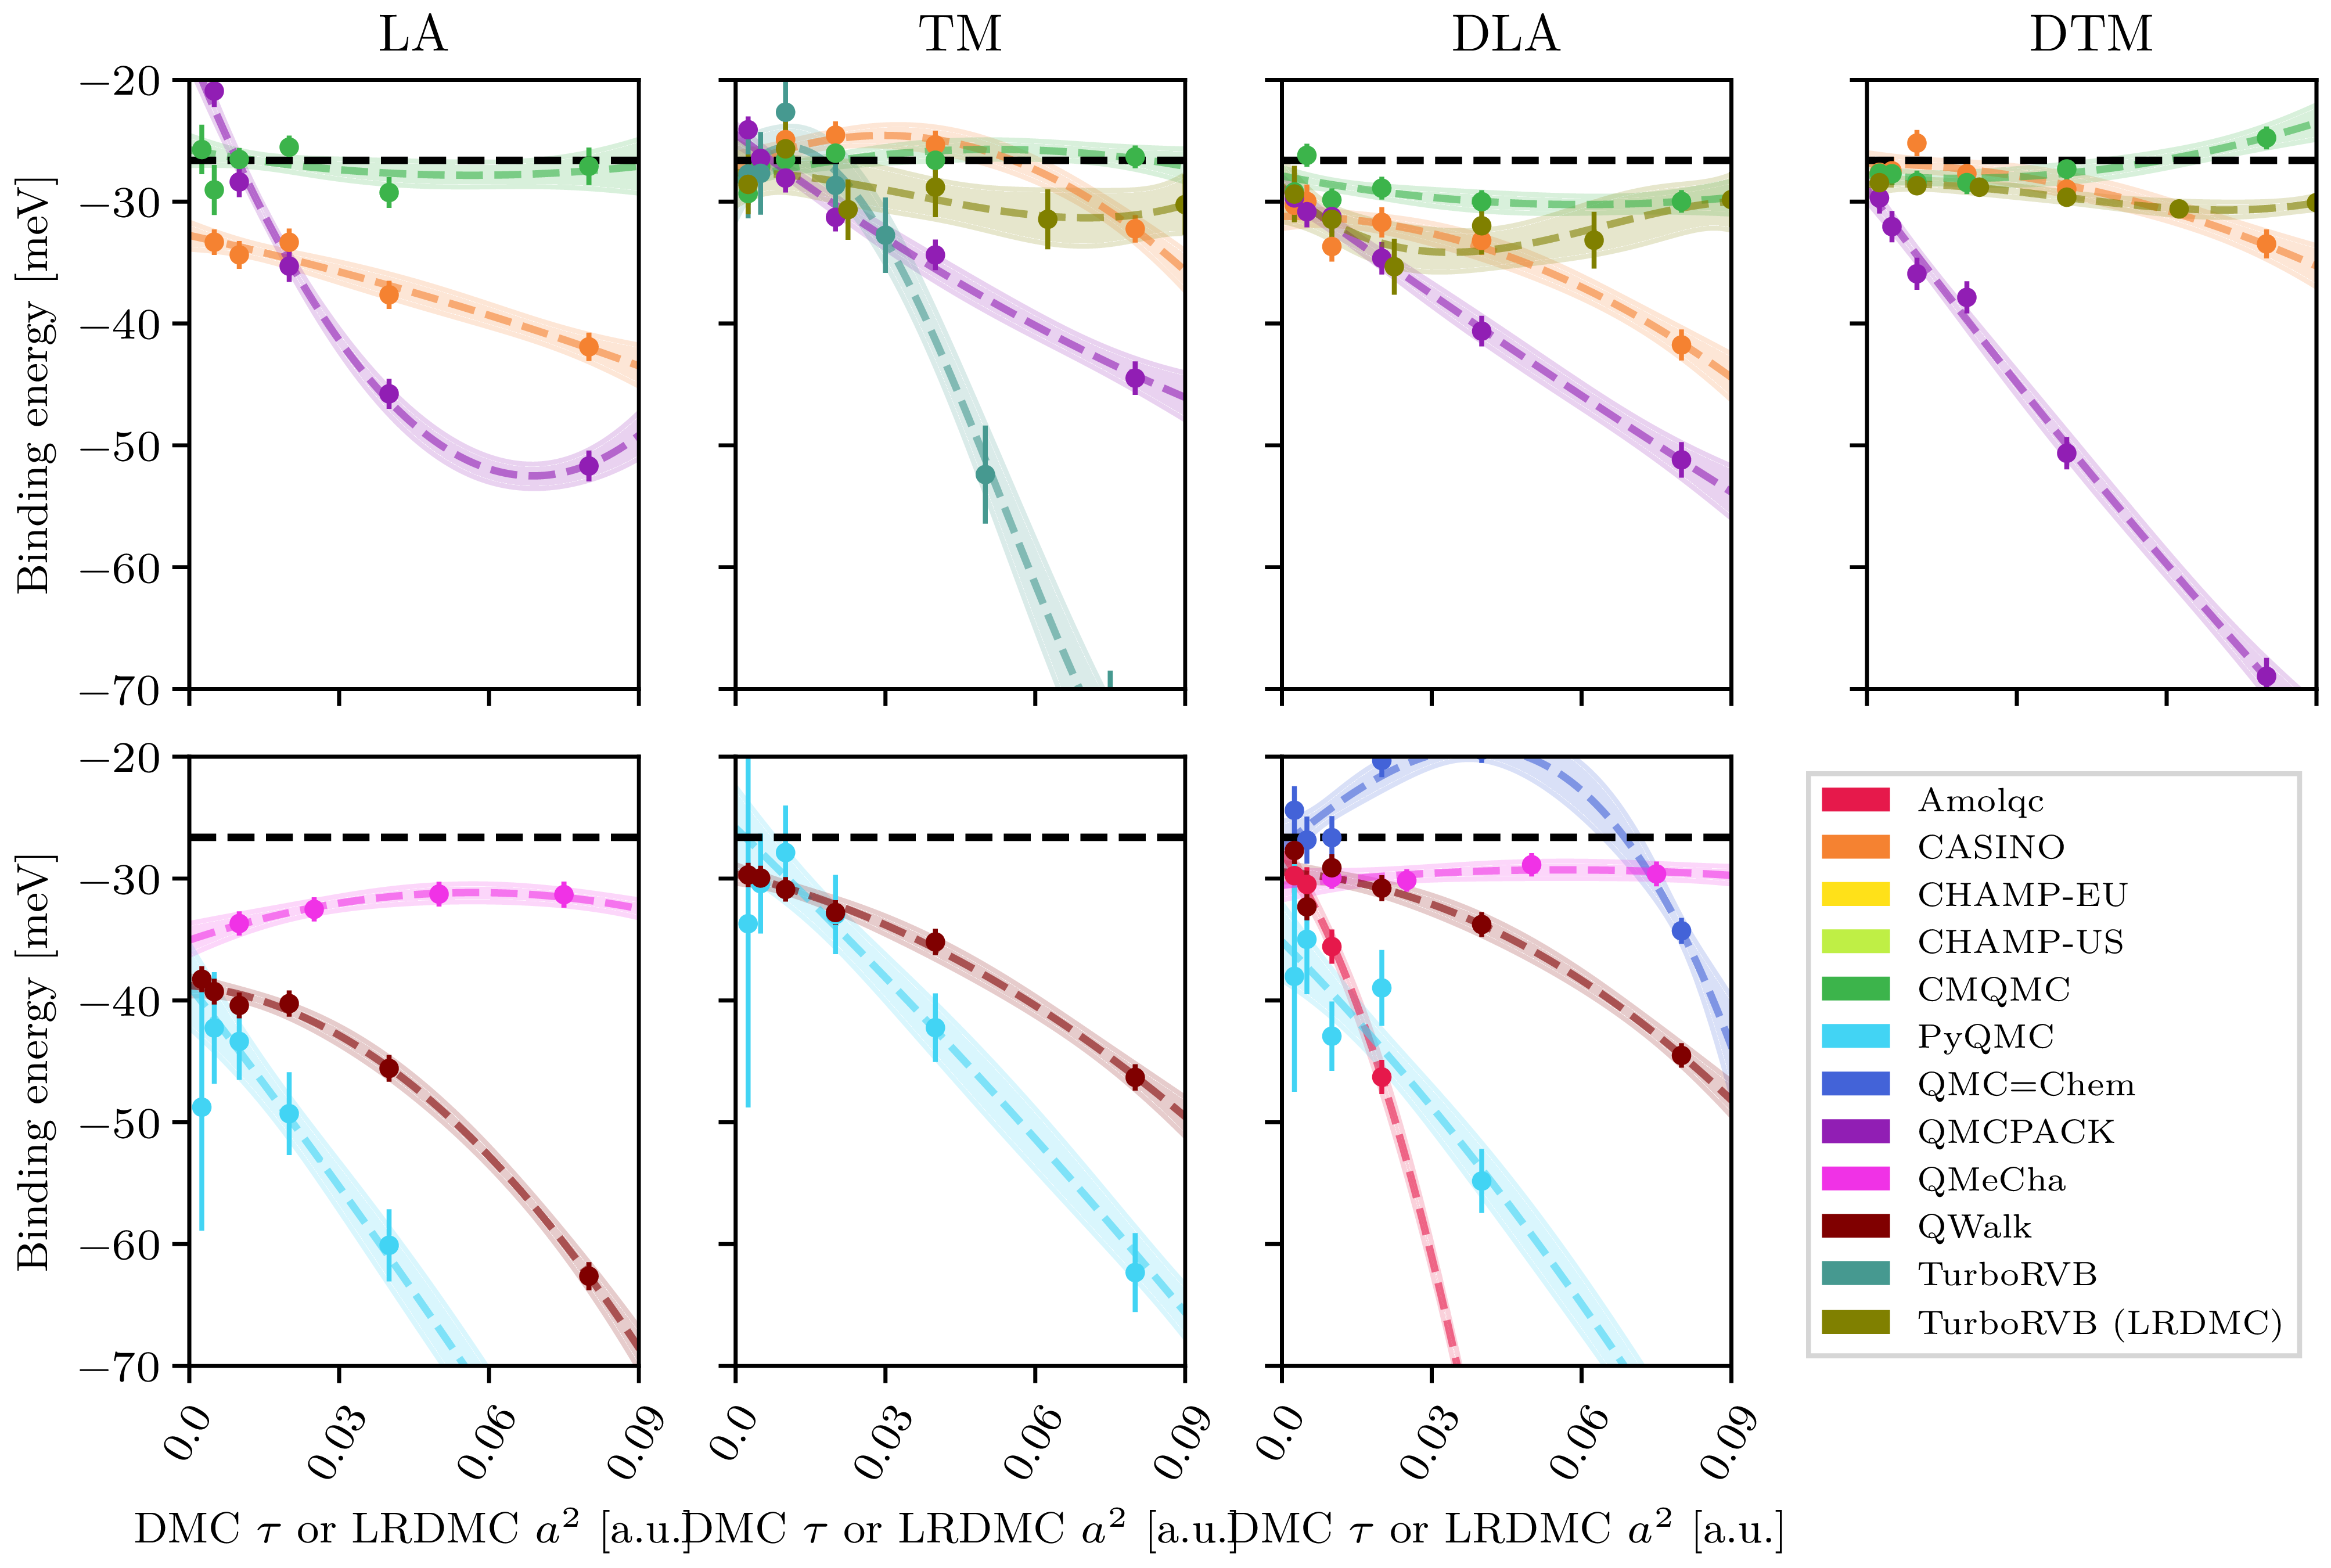 LA TM DLA DTM
−20
−30
−40
−50
−60
−70
Binding energy [meV]
−20
−30
−40
−50
−60
−70
Binding energy [meV]
Amolqc
CASINO
CHAMP-EU
CHAMP-US
CMQMC
PyQMC
QMC=Chem
QMCPACK
QMeCha
QWalk
TurboRVB
TurboRVB (LRDMC)
0.0 0.03 0.06 0.09 0.0 0.03 0.06 0.09 0.0 0.03 0.06 0.09
DMC τ or LRDMC a² [a.u.] DMC τ or LRDMC a² [a.u.] DMC τ or LRDMC a² [a.u.]